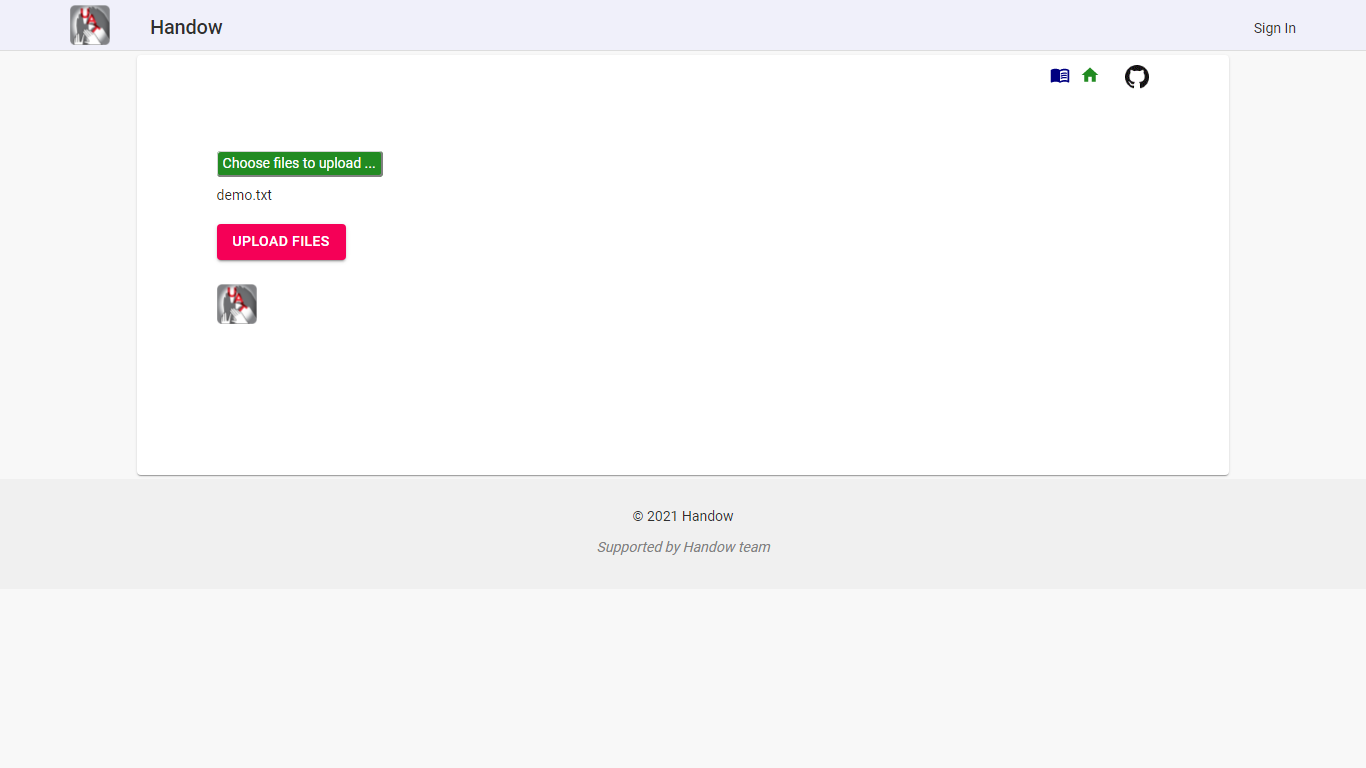 Handow
Sign In
Choose files to upload ...
demo.txt
UPLOAD FILES
© 2021 Handow
Supported by Handow team